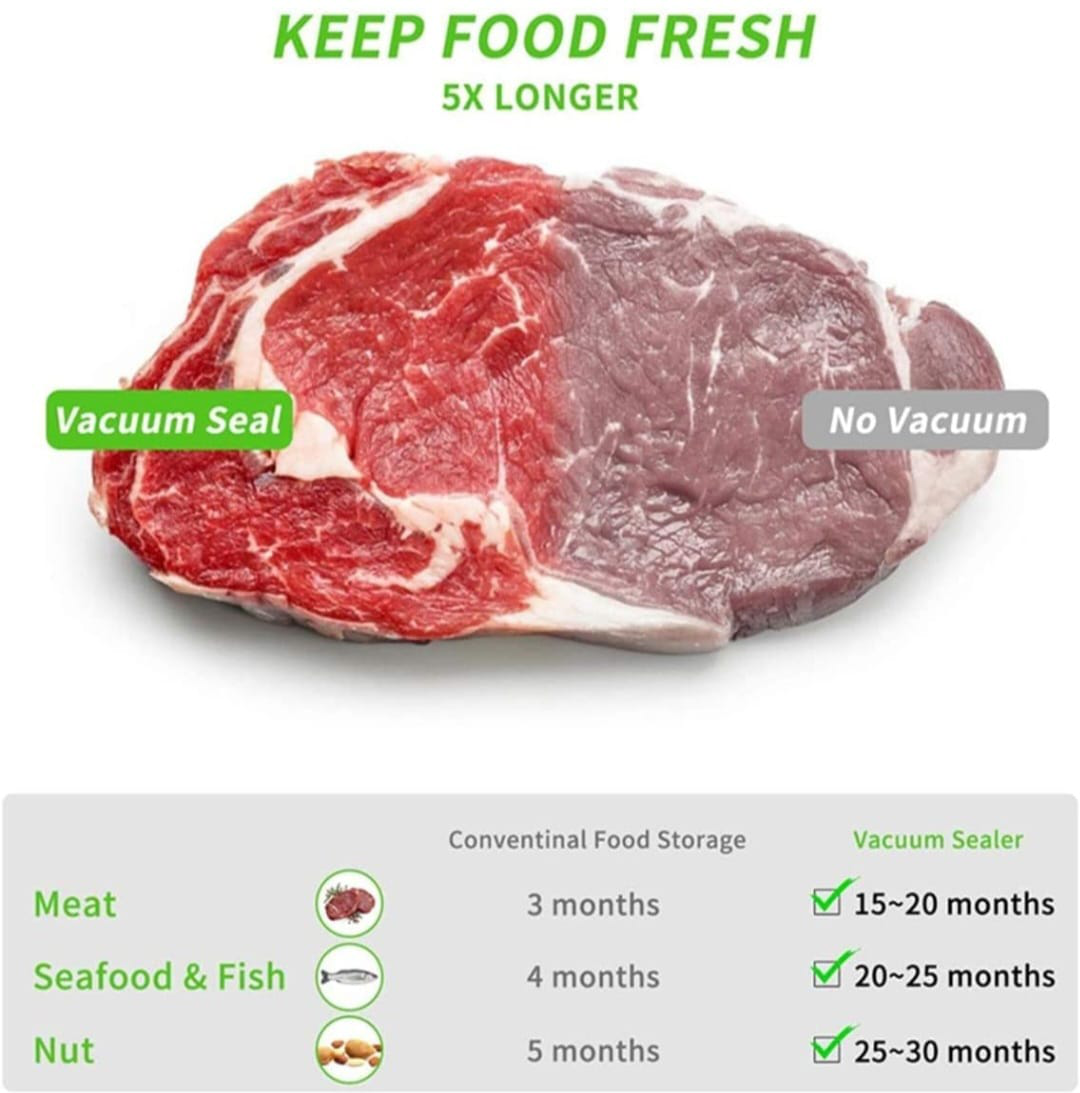 KEEP FOOD FRESH
5X LONGER
Vacuum Seal
No Vacuum
Conventinal Food Storage Vacuum Sealer
Meat 3 months 15~20 months
Seafood & Fish 4 months 20~25 months
Nut 5 months 25~30 months